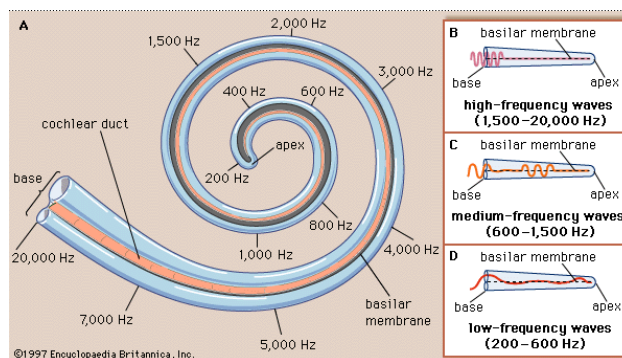 A
2,000 Hz
1,500 Hz
3,000 Hz
400 Hz
600 Hz
cochlear duct
apex
200 Hz
base
800 Hz
20,000 Hz
1,000 Hz
4,000 Hz
basilar
membrane
7,000 Hz
5,000 Hz
©1997 Encyclopaedia Britannica, Inc.
B
basilar membrane
base
apex
high-frequency waves
(1,500–20,000 Hz)
C
basilar membrane
base
apex
medium-frequency waves
(600–1,500 Hz)
D
basilar membrane
base
apex
low-frequency waves
(200–600 Hz)